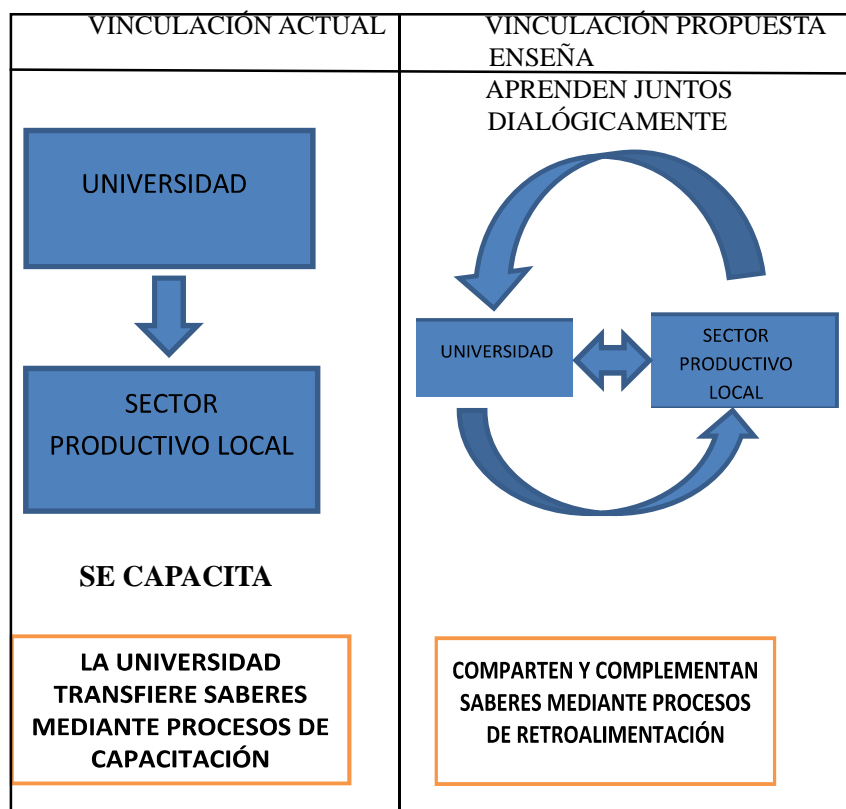 VINCULACIÓN ACTUAL
UNIVERSIDAD
SECTOR
PRODUCTIVO LOCAL
SE CAPACITA
LA UNIVERSIDAD
TRANSFIERE SABERES
MEDIANTE PROCESOS DE
CAPACITACIÓN
VINCULACIÓN PROPUESTA
ENSEÑA
APRENDEN JUNTOS
DIALÓGICAMENTE
UNIVERSIDAD
SECTOR
PRODUCTIVO
LOCAL
COMPARTEN Y COMPLEMENTAN
SABERES MEDIANTE PROCESOS
DE RETROALIMENTACIÓN